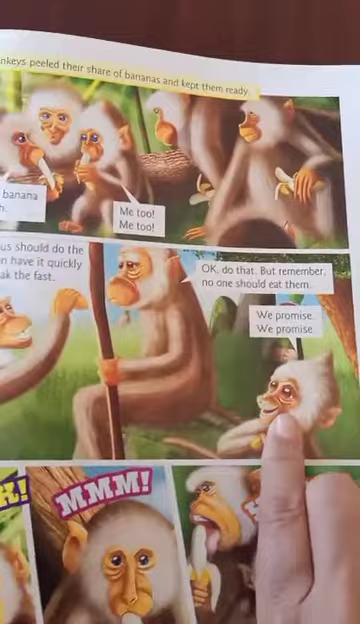 nkeys peeled their share of bananas and kept them ready.
banana
h.
Me too!
Me too!
us should do the
n have it quickly
ak the fast.
OK, do that. But remember,
no one should eat them.
We promise.
We promise.
MMM!